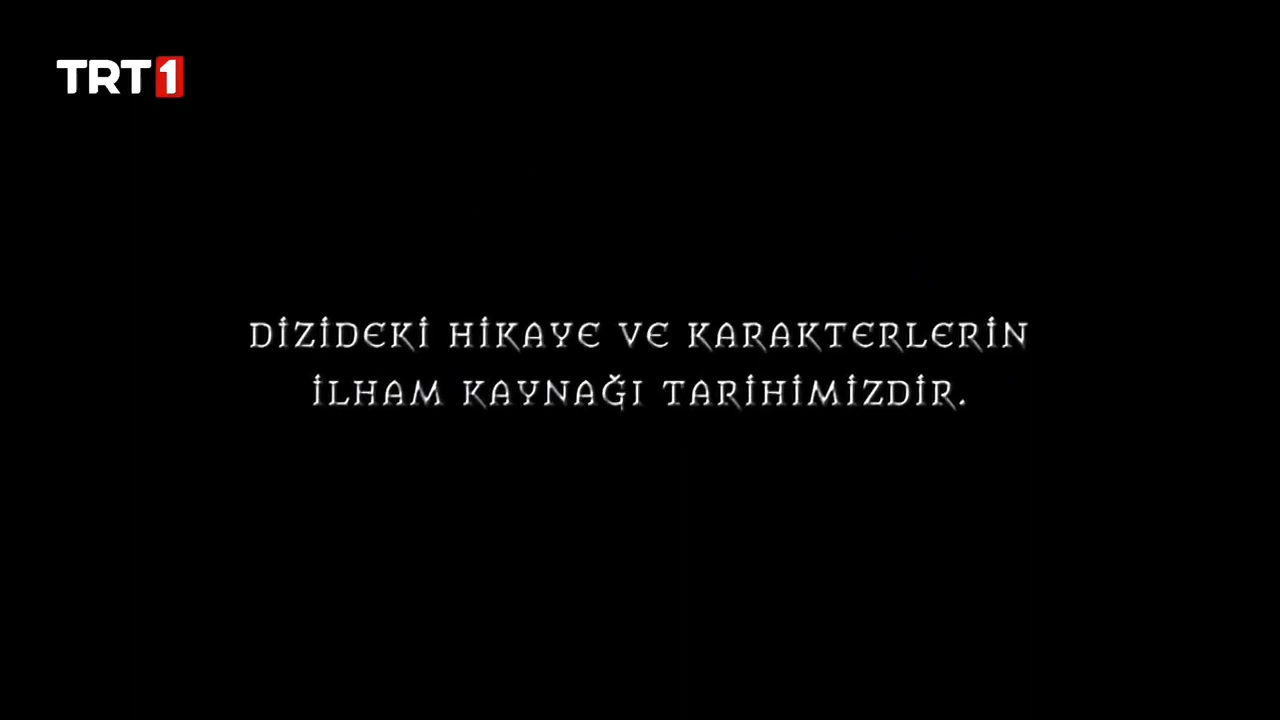 TRT1
DİZİDEKİ HİKAYE VE KARAKTERLERİN
İLHAM KAYNAĞI TARİHİMİZDİR.